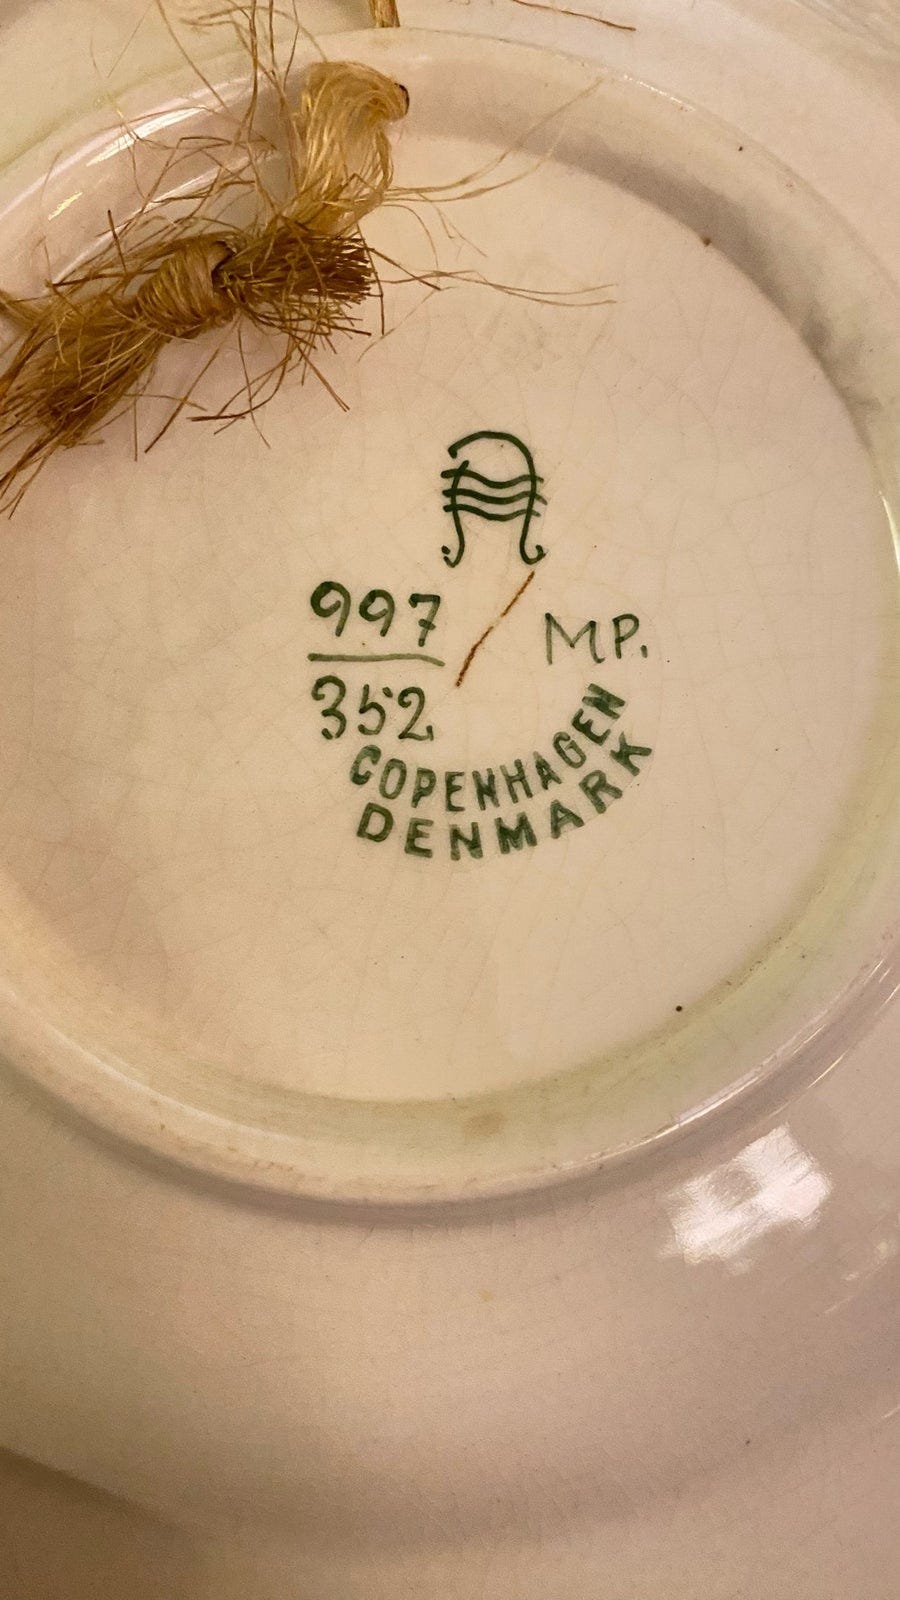 997
352
MP.
COPENHAGEN
DENMARK